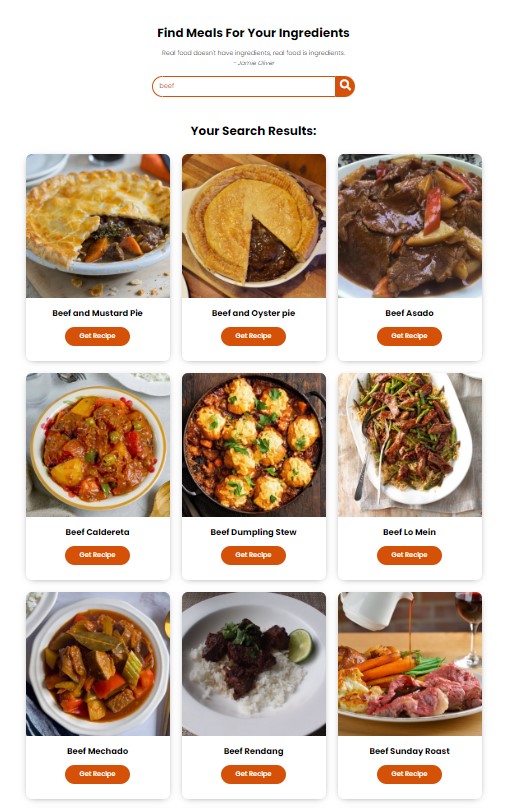 Find Meals For Your Ingredients
Real food doesn't have ingredients, real food is ingredients.
- Jamie Oliver
beef
Your Search Results:
Beef and Mustard Pie
Get Recipe
Beef and Oyster pie
Get Recipe
Beef Asado
Get Recipe
Beef Caldereta
Get Recipe
Beef Dumpling Stew
Get Recipe
Beef Lo Mein
Get Recipe
Beef Mechado
Get Recipe
Beef Rendang
Get Recipe
Beef Sunday Roast
Get Recipe